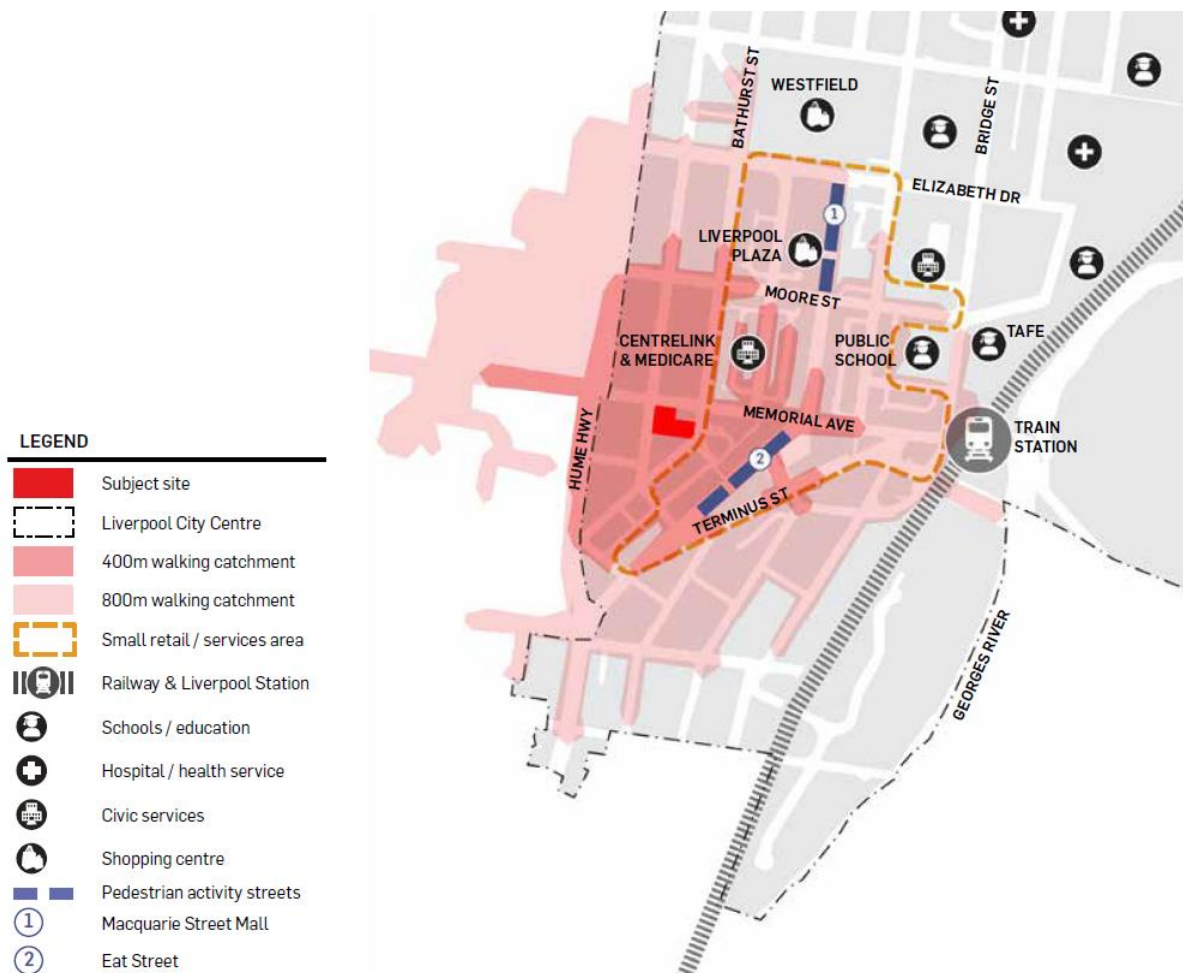 WESTFIELD
BATHURST ST
BRIDGE ST
ELIZABETH DR
1
LIVERPOOL
PLAZA
MOORE ST
CENTRELINK
& MEDICARE
PUBLIC
SCHOOL
TAFE
HUME HWY
MEMORIAL AVE
TRAIN
STATION
2
TERMINUS ST
GEORGES RIVER
LEGEND
Subject site
Liverpool City Centre
400m walking catchment
800m walking catchment
Small retail / services area
Railway & Liverpool Station
Schools / education
Hospital / health service
Civic services
Shopping centre
Pedestrian activity streets
1 Macquarie Street Mall
2 Eat Street